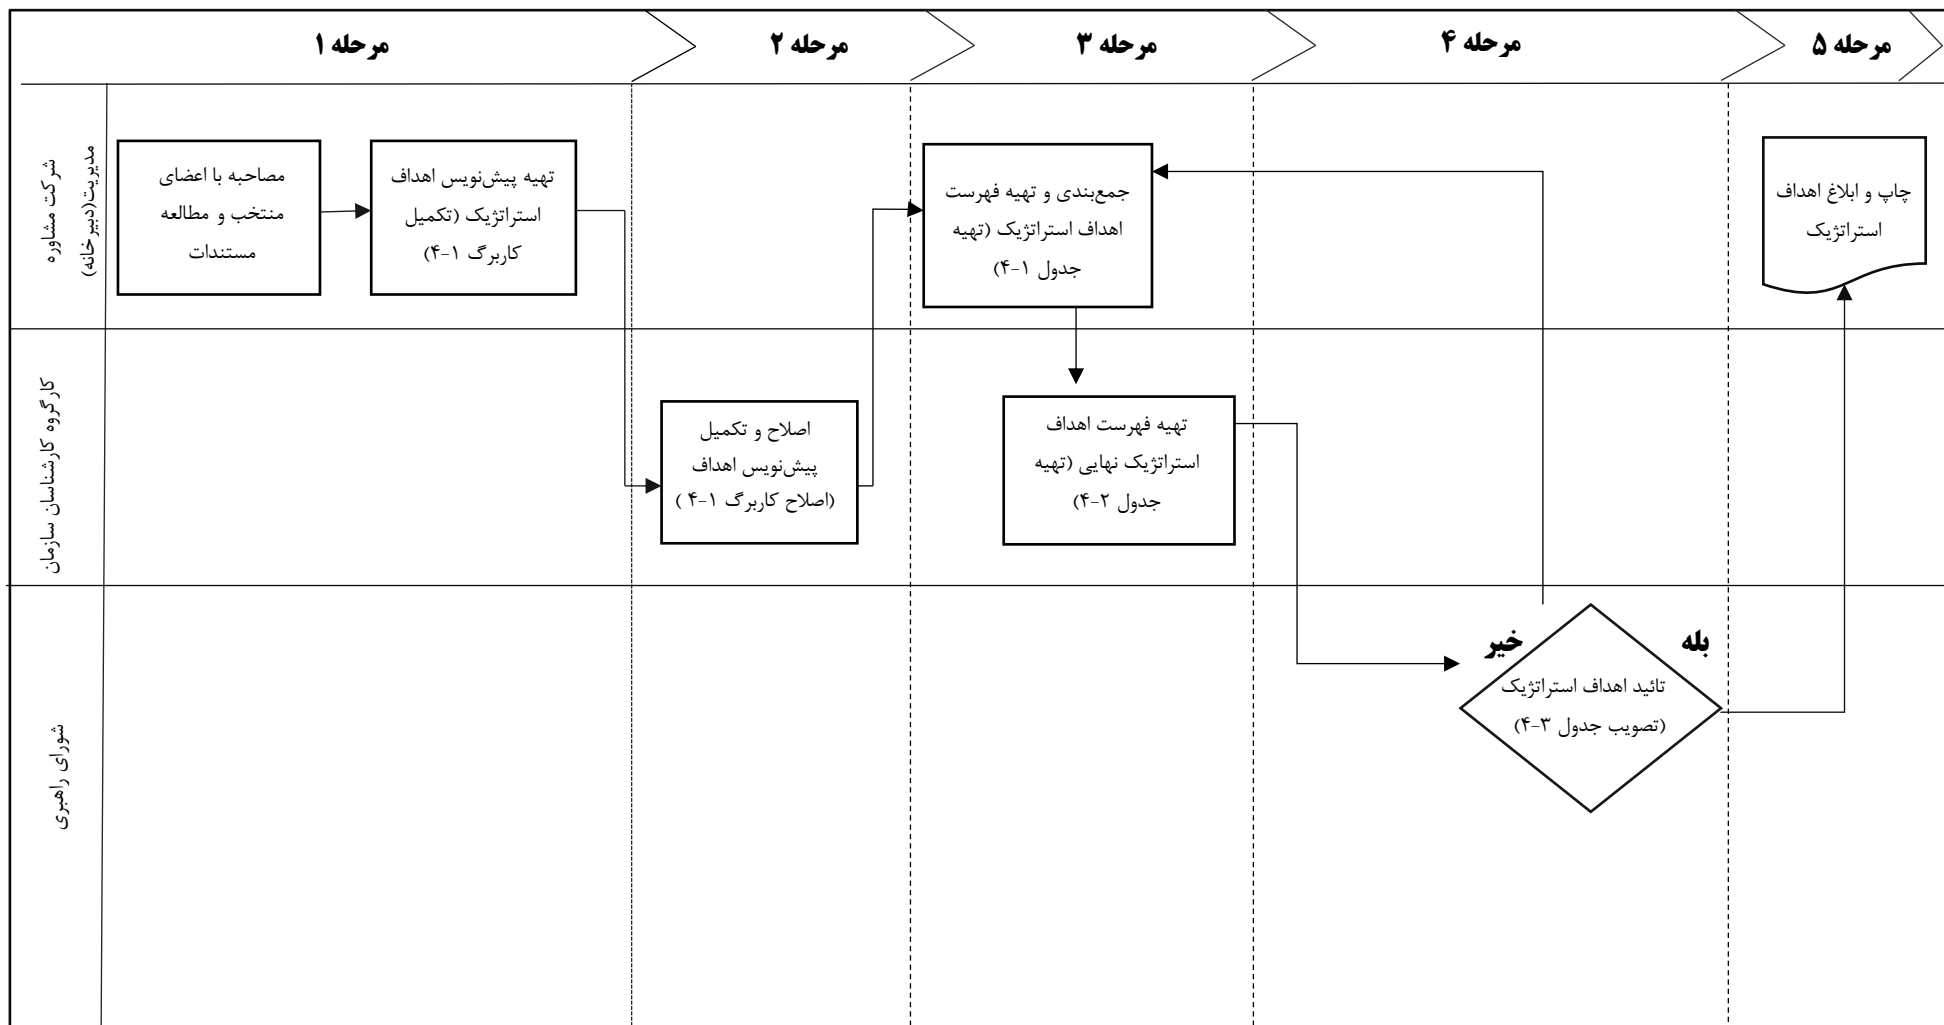 مرحله ۱
مرحله ۲
مرحله ۳
مرحله ۴
مرحله ۵
شرکت مشاوره
مدیریت(دبیرخانه)
مصاحبه با اعضای
منتخب و مطالعه
مستندات
تهیه پیش‌نویس اهداف
استراتژیک (تکمیل
کاربرگ ۱-۴)
جمع‌بندی و تهیه فهرست
اهداف استراتژیک (تهیه
جدول ۱-۴)
چاپ و ابلاغ اهداف
استراتژیک
کارگروه کارشناسان سازمان
اصلاح و تکمیل
پیش‌نویس اهداف
(اصلاح کاربرگ ۱-۴ )
تهیه فهرست اهداف
استراتژیک نهایی (تهیه
جدول ۲-۴)
شورای راهبری
خیر
بله
تائید اهداف استراتژیک
(تصویب جدول ۳-۴)